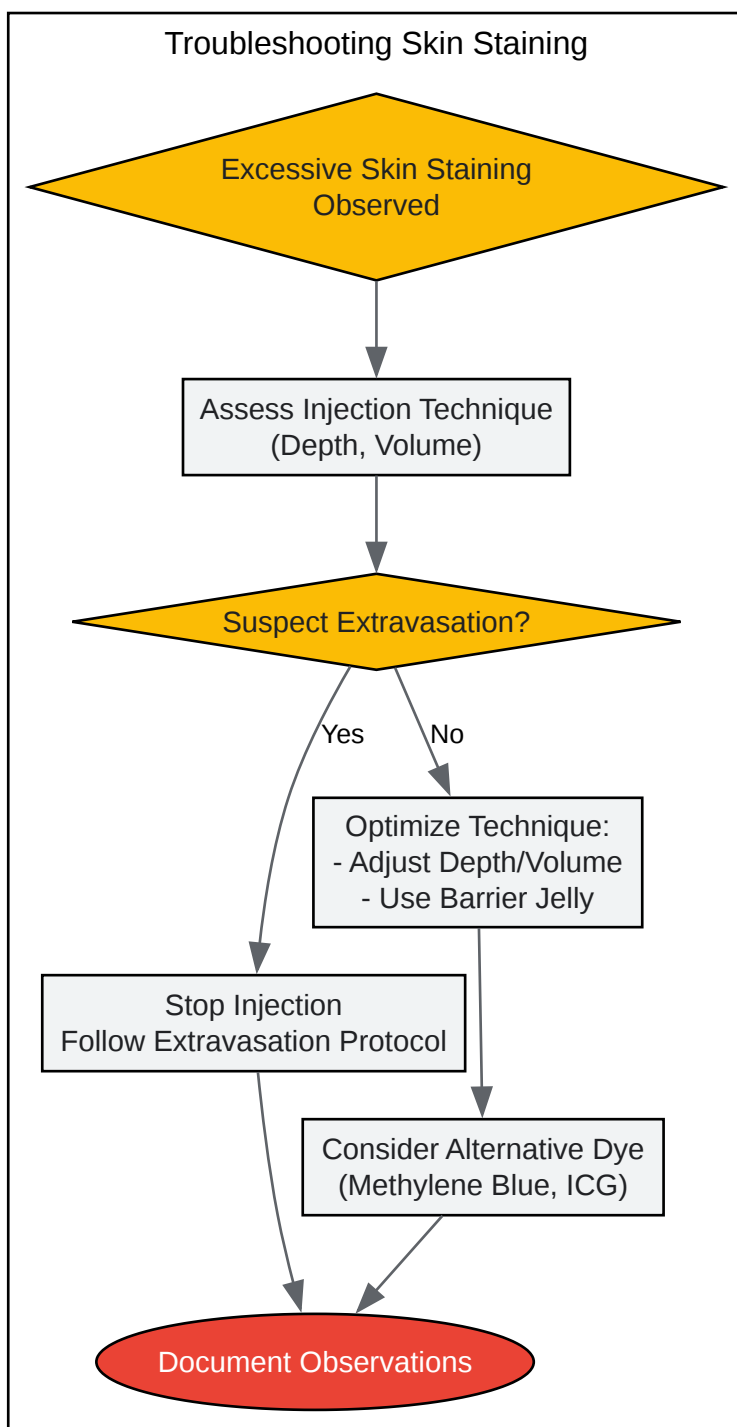 Troubleshooting Skin Staining
Excessive Skin Staining
Observed
Assess Injection Technique
(Depth, Volume)
Suspect Extravasation?
Yes
No
Optimize Technique:
- Adjust Depth/Volume
- Use Barrier Jelly
Stop Injection
Follow Extravasation Protocol
Consider Alternative Dye
(Methylene Blue, ICG)
Document Observations